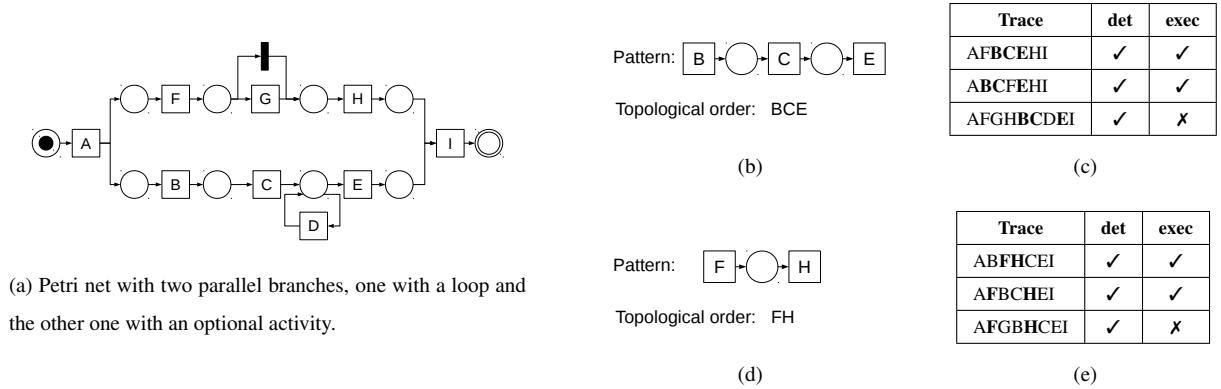 F
G
H
A
I
B
C
E
D
(a) Petri net with two parallel branches, one with a loop and
the other one with an optional activity.
Pattern: B C E
Topological order: BCE
(b)
Trace det exec
AFBCEHI ✓ ✓
ABCFEHI ✓ ✓
AFGHBCDEI ✓ ✗
(c)
Pattern: F H
Topological order: FH
(d)
Trace det exec
ABFHCEI ✓ ✓
AFBCHEI ✓ ✓
AFGBHCEI ✓ ✗
(e)